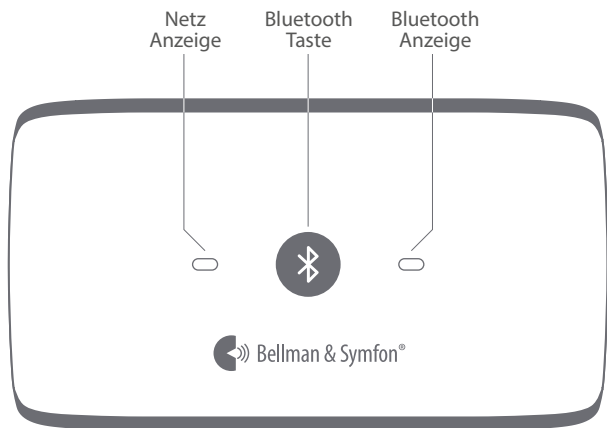 Netz
Anzeige
Bluetooth
Taste
Bluetooth
Anzeige
Bellman & Symfon®